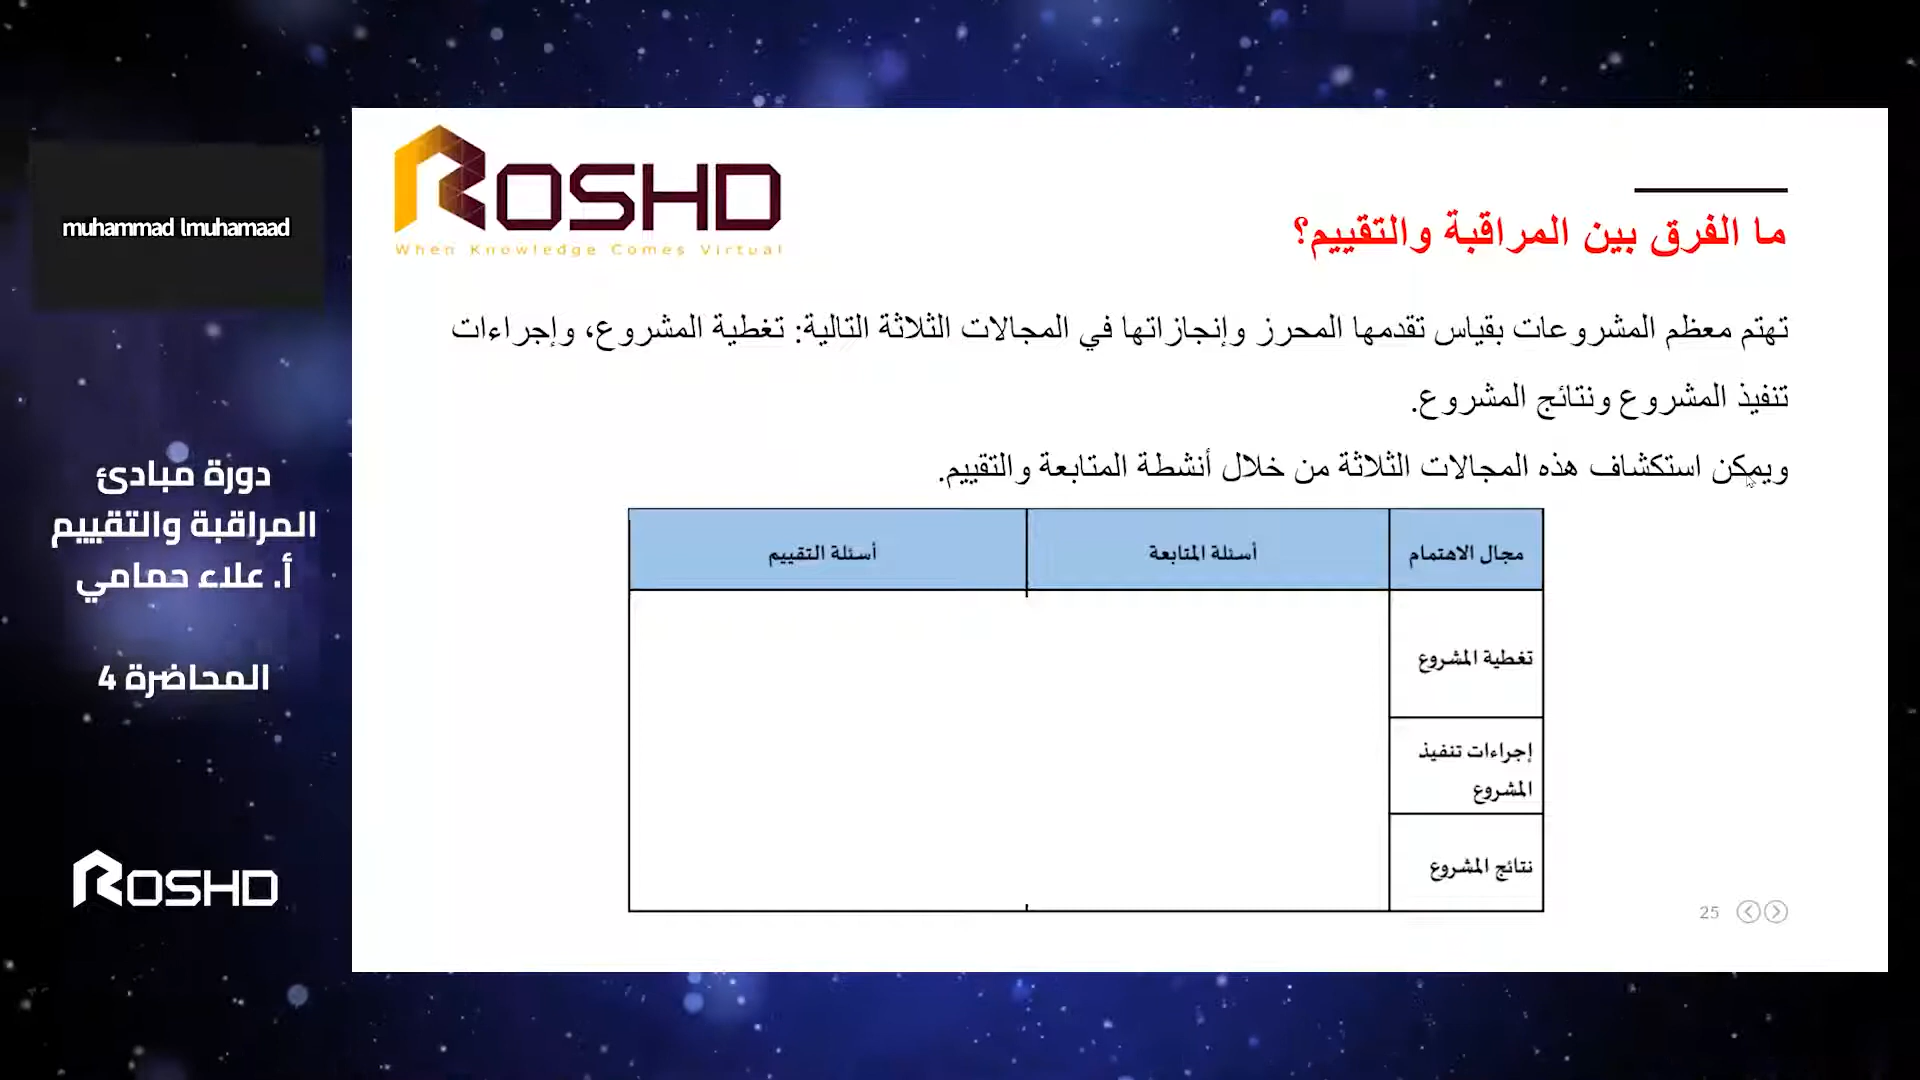 muhammad lmuhamaad
دورة مبادئ
المراقبة والتقييم
أ. علاء حمامي
المحاضرة 4
ROSHD
ROSHD
When Knowledge Comes Virtual
ما الفرق بين المراقبة والتقييم؟
تهتم معظم المشروعات بقياس تقدمها المحرز وإنجازاتها في المجالات الثلاثة التالية: تغطية المشروع، وإجراءات
تنفيذ المشروع ونتائج المشروع.
ويمكن استكشاف هذه المجالات الثلاثة من خلال أنشطة المتابعة والتقييم.
مجال الاهتمام أسئلة المتابعة أسئلة التقييم
تغطية المشروع
إجراءات تنفيذ
المشروع
نتائج المشروع
25